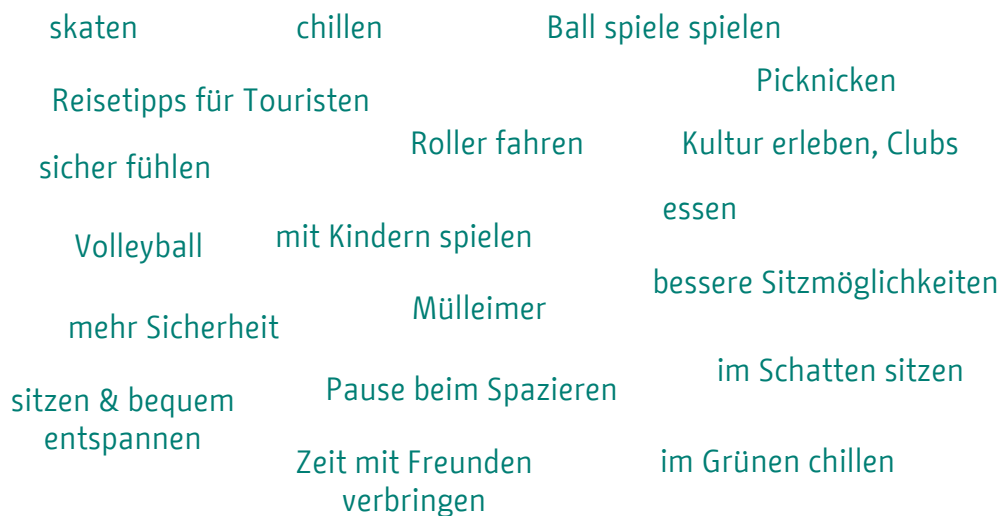 skaten
chillen
Ball spiele spielen
Picknicken
Reisetipps für Touristen
Roller fahren
Kultur erleben, Clubs
sicher fühlen
essen
Volleyball
mit Kindern spielen
bessere Sitzmöglichkeiten
Mülleimer
mehr Sicherheit
im Schatten sitzen
Pause beim Spazieren
sitzen & bequem
entspannen
Zeit mit Freunden
verbringen
im Grünen chillen